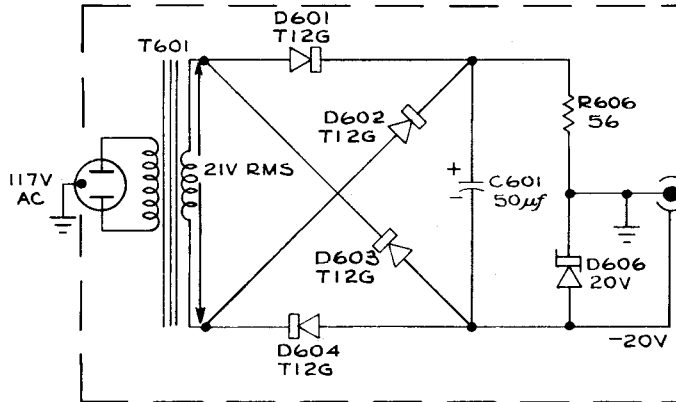 D601
T12G
T601
D602
T12G
R606
56
117V
AC
21V RMS
+
-
C601
50µf
D603
T12G
D606
20V
D604
T12G
-20V